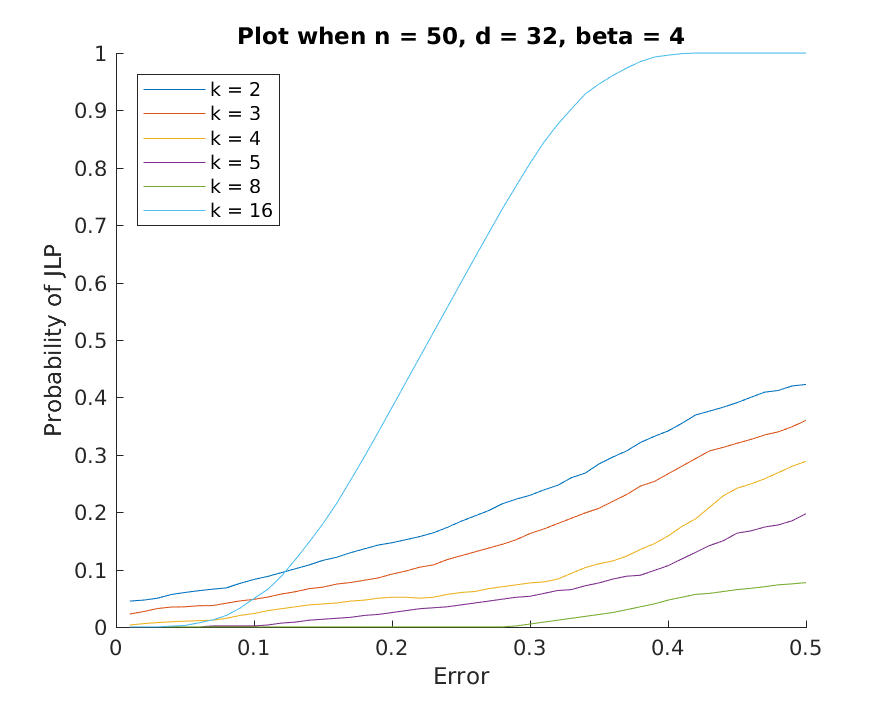 Plot when n = 50, d = 32, beta = 4
1
0.9
0.8
0.7
0.6
0.5
0.4
0.3
0.2
0.1
0
Probability of JLP
k = 2
k = 3
k = 4
k = 5
k = 8
k = 16
0 0.1 0.2 0.3 0.4 0.5
Error